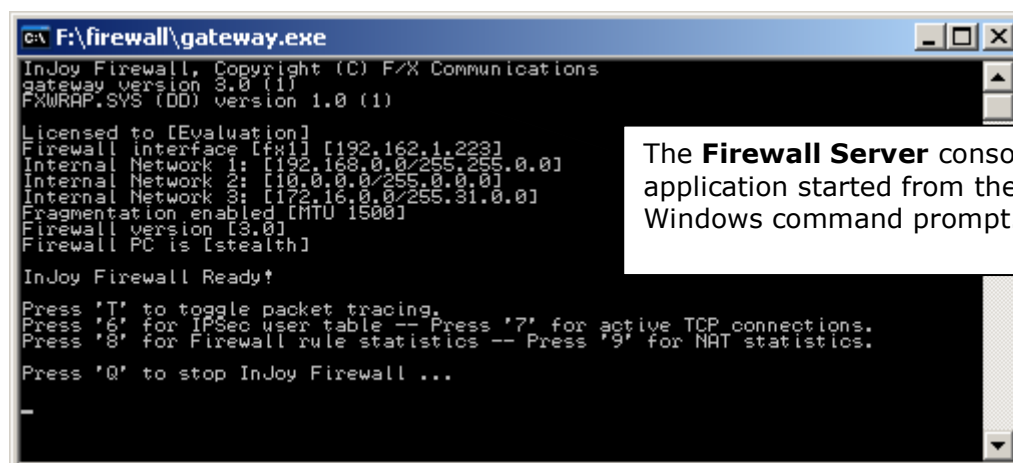 F:\firewall\gateway.exe
InJoy Firewall, Copyright (C) F/X Communications
gateway version 3.0 (1)
FXWRAP.SYS (DD) version 1.0 (1)
Licensed to [Evaluation]
Firewall interface [fx1] [192.162.1.223]
Internal Network 1: [192.168.0.0/255.255.0.0]
Internal Network 2: [10.0.0.0/255.0.0.0]
Internal Network 3: [172.16.0.0/255.31.0.0]
Fragmentation enabled [MTU 1500]
Firewall version [3.0]
Firewall PC is [stealth]
InJoy Firewall Ready!
Press 'T' to toggle packet tracing.
Press '6' for IPSec user table -- Press '7' for active TCP connections.
Press '8' for Firewall rule statistics -- Press '9' for NAT statistics.
Press 'Q' to stop InJoy Firewall ...
The Firewall Server conso
application started from the
Windows command prompt